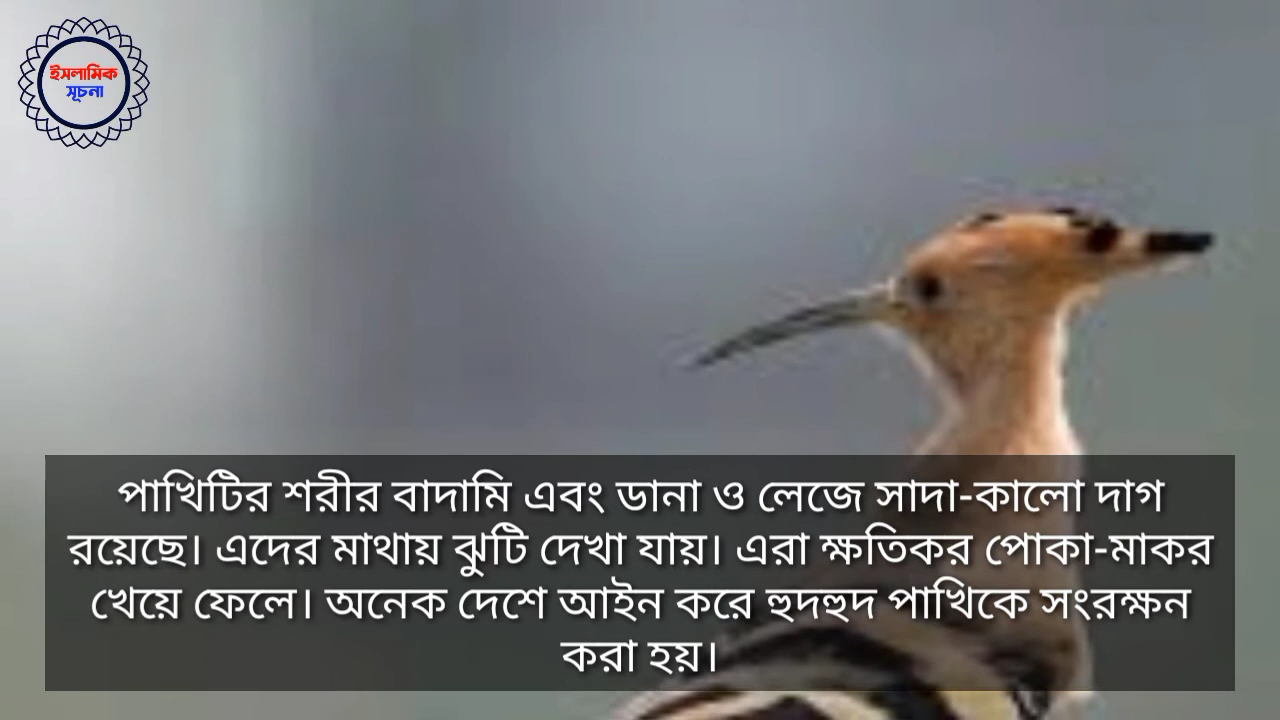 ইসলামিক
সূচনা
পাখিটির শরীর বাদামি এবং ডানা ও লেজে সাদা-কালো দাগ
রয়েছে। এদের মাথায় ঝুটি দেখা যায়। এরা ক্ষতিকর পোকা-মাকর
খেয়ে ফেলে। অনেক দেশে আইন করে হুদহুদ পাখিকে সংরক্ষন
করা হয়।